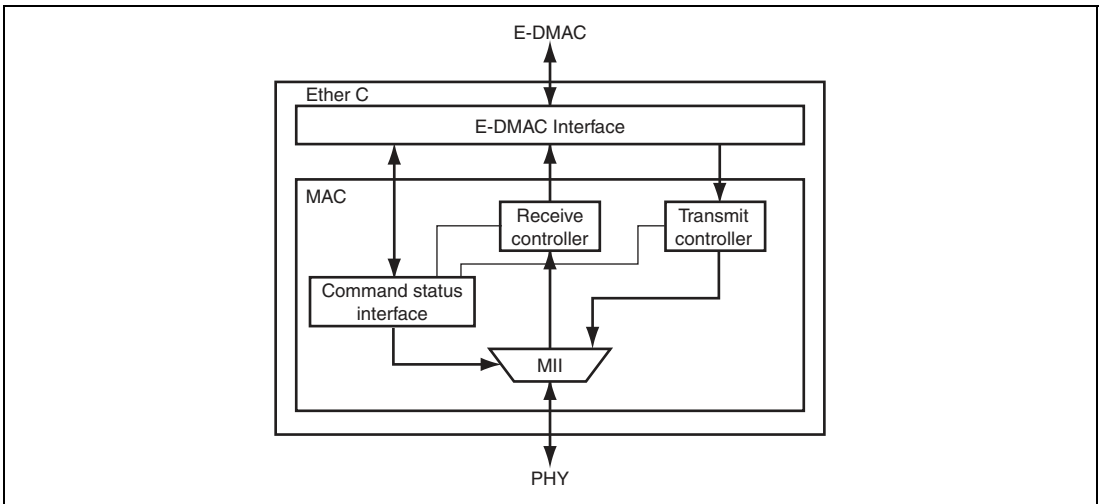 E-DMAC
Ether C
E-DMAC Interface
MAC
Receive
controller
Transmit
controller
Command status
interface
MII
PHY